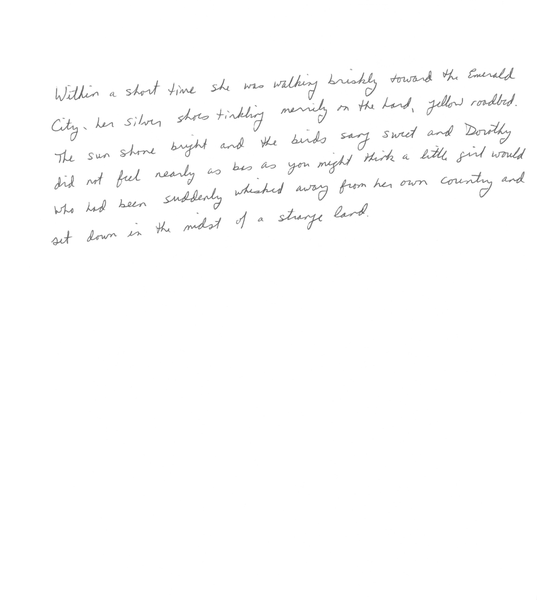 Within a short time she was walking briskly toward the Emerald
City, her silver shoes tinkling merrily on the hard, yellow roadbed.
The sun shone bright and the birds sang sweet and Dorothy
did not feel nearly as bas as you might think a little girl would
who had been suddenly whisked away from her own country and
set down in the midst of a strange land.